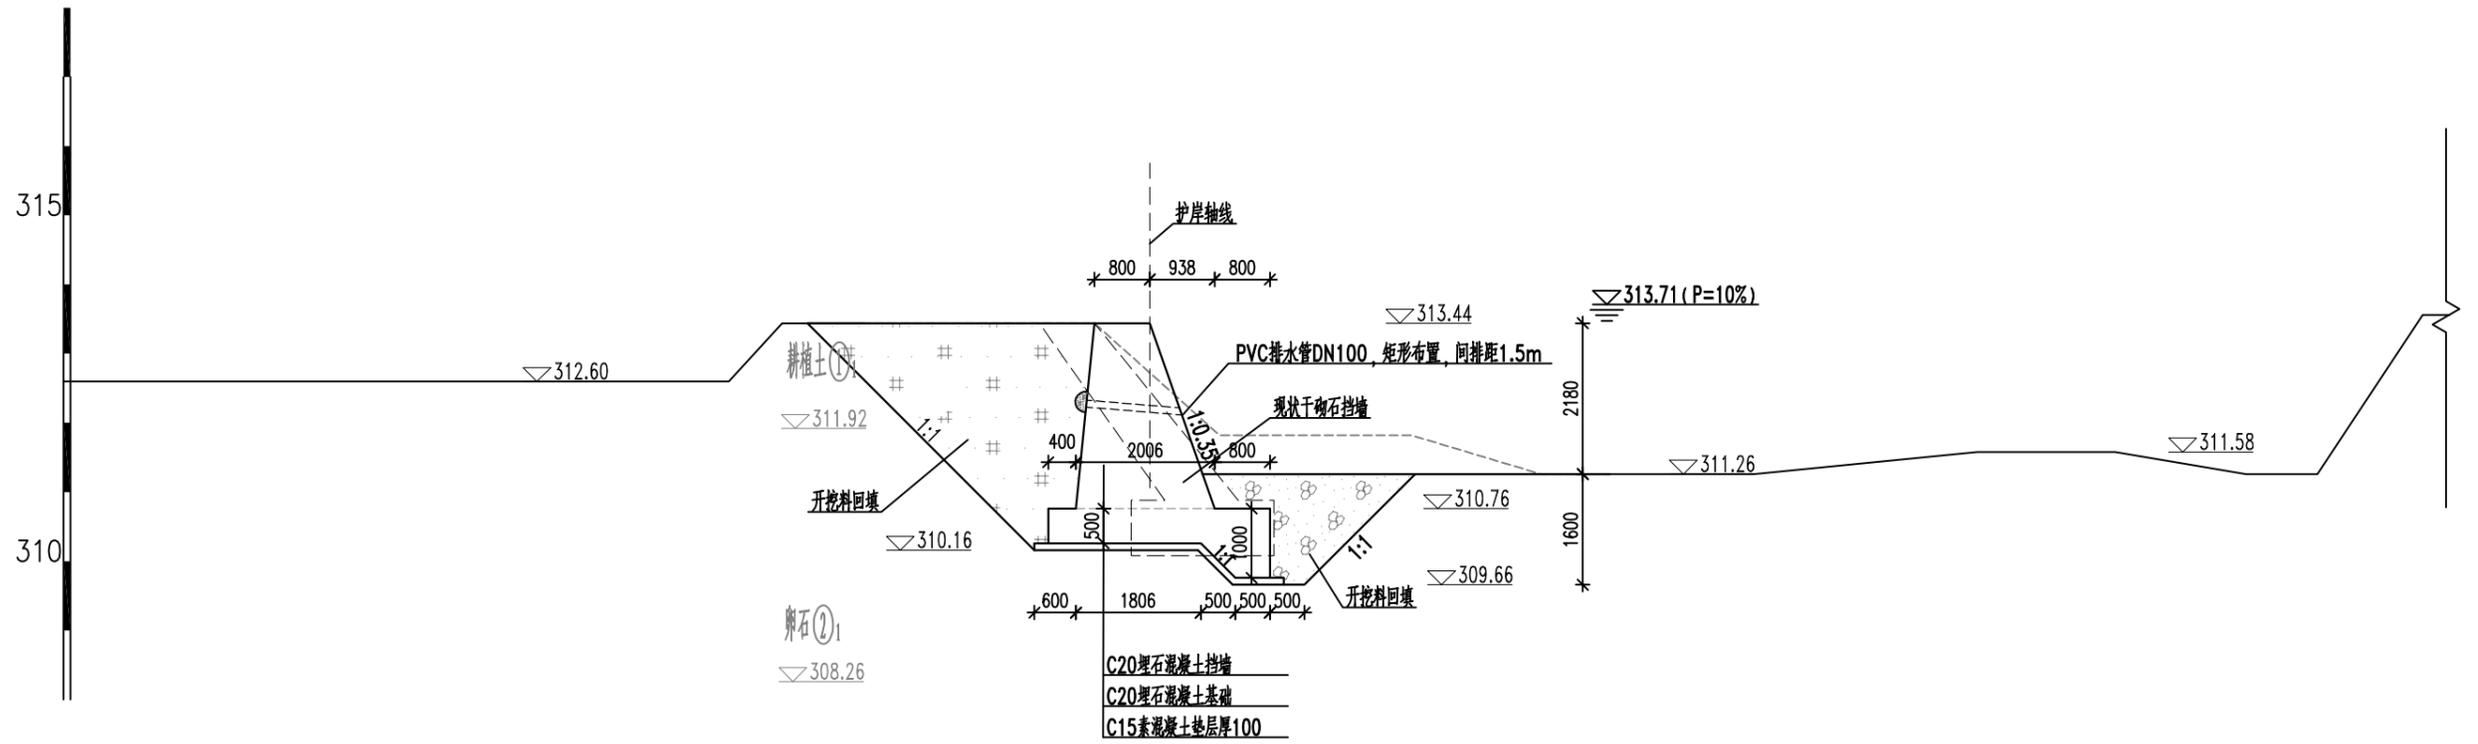 315
护岸轴线
800 938 800
313.71(P=10%)
313.44
PVC排水管DN100,矩形布置,间排距1.5m
耕植土①1
312.60
2180
现状干砌石挡墙
311.92
1:1
1:0.35
400 2006 800
311.58
311.26
开挖料回填
310.76
500
1000
1600
310
310.16
1:1
1:1
309.66
600 1806 500 500 500
开挖料回填
卵石②1
308.26
C20埋石混凝土挡墙
C20埋石混凝土基础
C15素混凝土垫层厚100